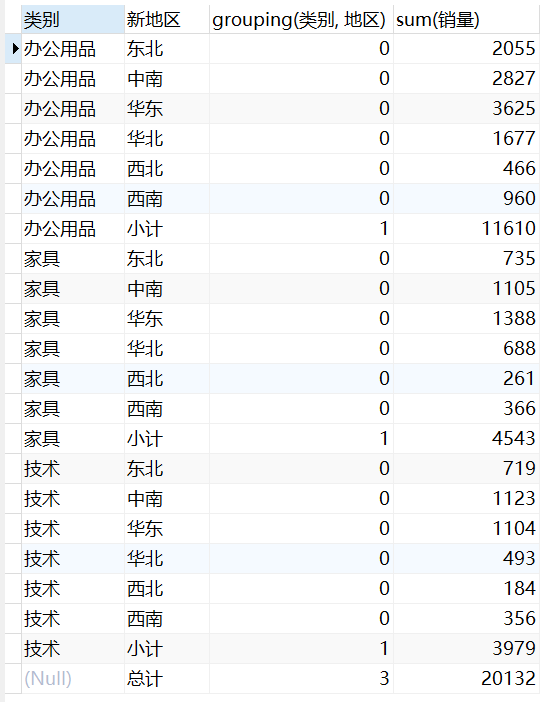 类别 新地区 grouping(类别, 地区) sum(销量)
办公用品 东北 0 2055
办公用品 中南 0 2827
办公用品 华东 0 3625
办公用品 华北 0 1677
办公用品 西北 0 466
办公用品 西南 0 960
办公用品 小计 1 11610
家具 东北 0 735
家具 中南 0 1105
家具 华东 0 1388
家具 华北 0 688
家具 西北 0 261
家具 西南 0 366
家具 小计 1 4543
技术 东北 0 719
技术 中南 0 1123
技术 华东 0 1104
技术 华北 0 493
技术 西北 0 184
技术 西南 0 356
技术 小计 1 3979
(Null) 总计 3 20132